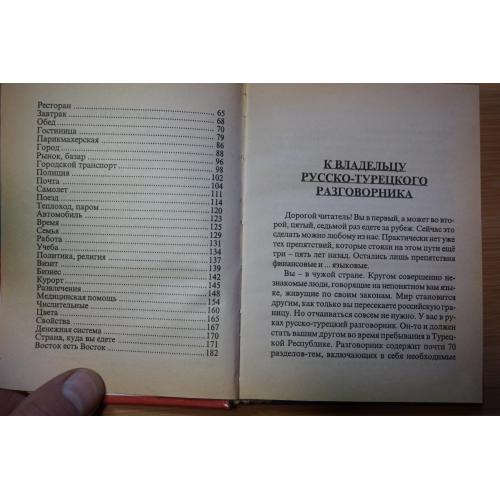 Ресторан 65
Завтрак 68
Обед 70
Гостиница 79
Парикмахерская 86
Город 88
Рынок, базар 96
Городской транспорт 98
Полиция 102
Почта 104
Самолет 111
Поезд 114
Теплоход, паром 120
Автомобиль 123
Время 125
Семья 129
Работа 131
Учеба 134
Политика, религия 137
Визит 139
Бизнес 142
Курорт 145
Развлечения 148
Медицинская помощь 154
Числительные 160
Цвета 165
Свойства 167
Денежная система 170
Страна, куда вы едете 171
Восток есть Восток 182
К ВЛАДЕЛЬЦУ
РУССКО-ТУРЕЦКОГО
РАЗГОВОРНИКА
Дорогой читатель! Вы в первый, а может во вто-
рой, пятый, седьмой раз едете за рубеж. Сейчас это
сделать можно любому из нас. Практически нет уже
тех препятствий, которые стояли на этом пути ещё
три – пять лет назад. Остались лишь препятствия
финансовые и ... языковые.
Вы – в чужой стране. Кругом совершенно не-
знакомые люди, говорящие на непонятном вам язы-
ке, живущие по своим законам. Мир становится
другим, как только вы пересекаете российскую гра-
ницу. Но отчаиваться совсем не нужно. У вас в ру-
ках русско-турецкий разговорник. Он-то и должен
стать вашим другом во время пребывания в Турец-
кой Республике. Разговорник содержит почти 70
разделов-тем, включающих в себя необходимые